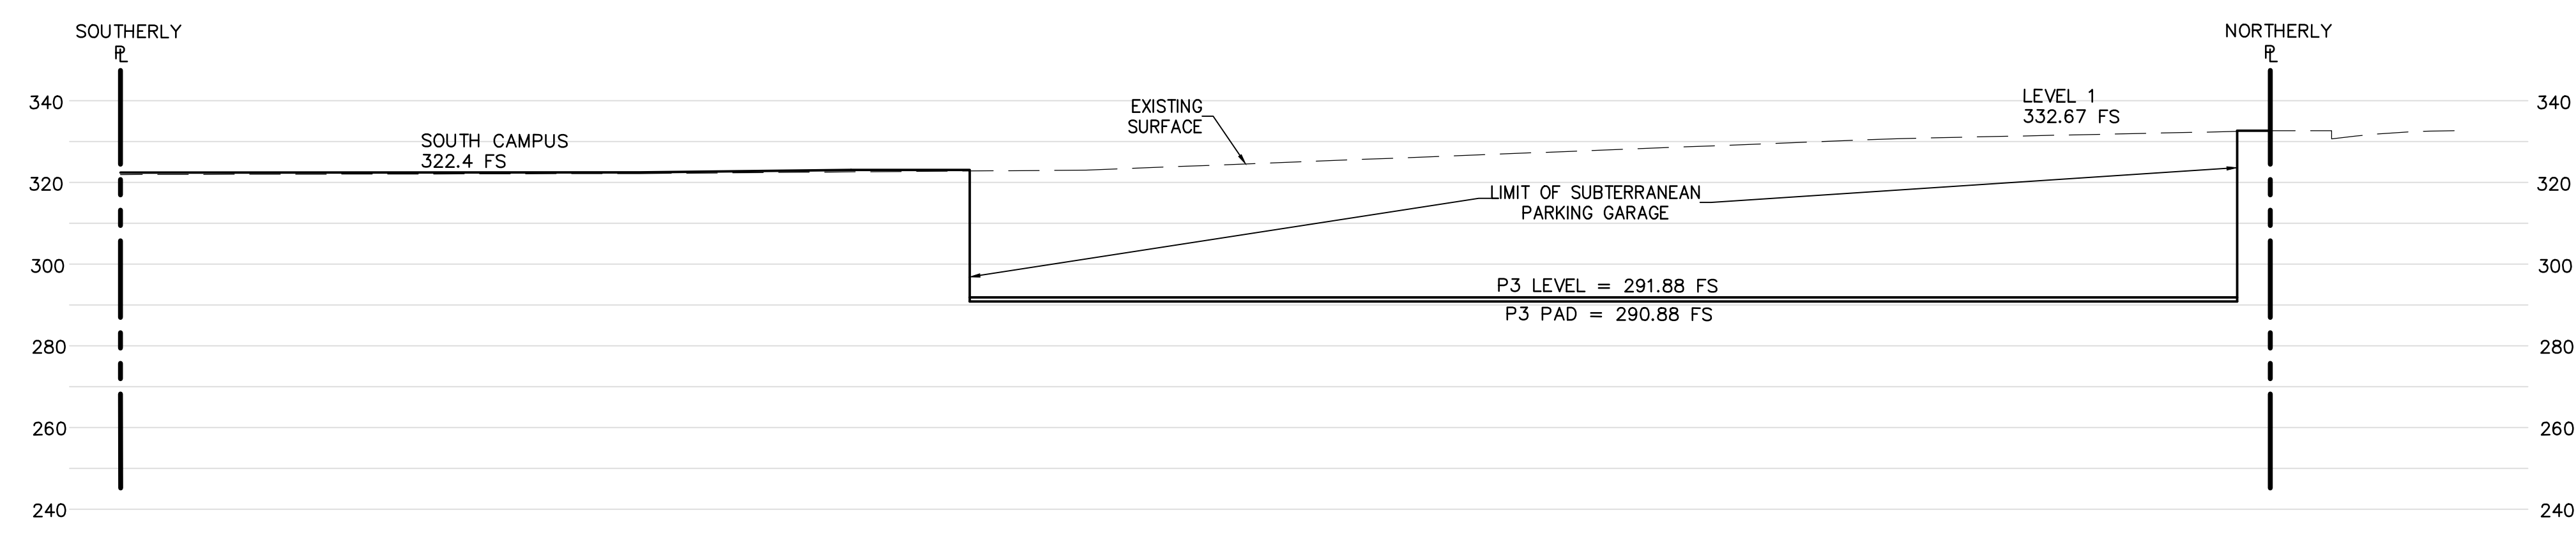 SOUTHERLY
PL
NORTHERLY
PL
340
EXISTING
SURFACE
LEVEL 1
332.67 FS
340
SOUTH CAMPUS
322.4 FS
320
LIMIT OF SUBTERRANEAN
PARKING GARAGE
320
300
P3 LEVEL = 291.88 FS
300
P3 PAD = 290.88 FS
280
280
260
260
240
240